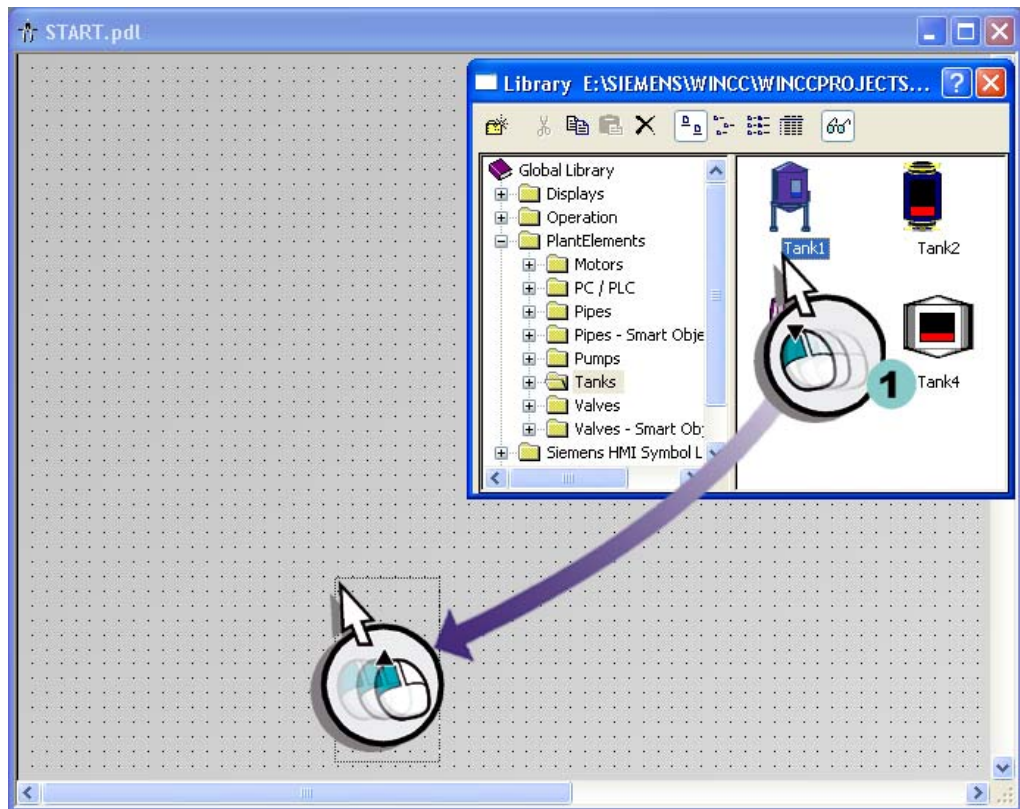 START.pdl
Library E:\SIEMENS\WINCC\WINCCPROJECTS...
Global Library
Displays
Operation
PlantElements
Motors
PC / PLC
Pipes
Pipes - Smart Obje
Pumps
Tanks
Valves
Valves - Smart Obj
Siemens HMI Symbol L
Tank1
Tank2
Tank4
1